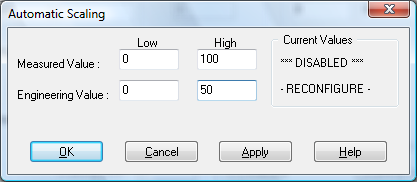 Automatic Scaling
Low High Current Values
Measured Value : 0 100 *** DISABLED ***
Engineering Value : 0 50 - RECONFIGURE -
OK Cancel Apply Help